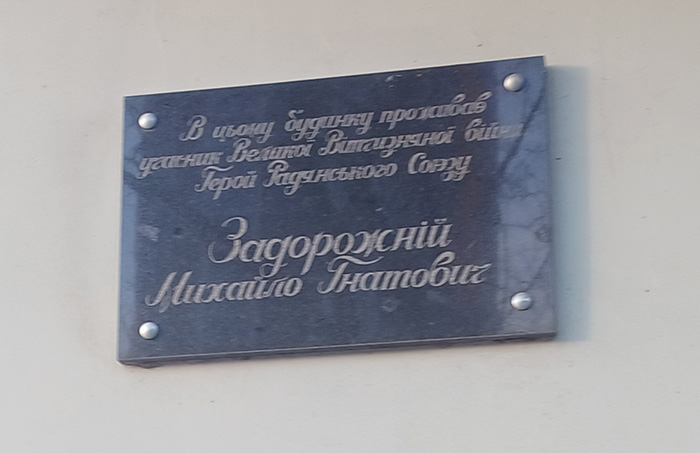 В цьому будинку проживав
учасник Великої Вітчизняної війни
Герой Радянського Союзу
Задорожній
Михайло Гнатович